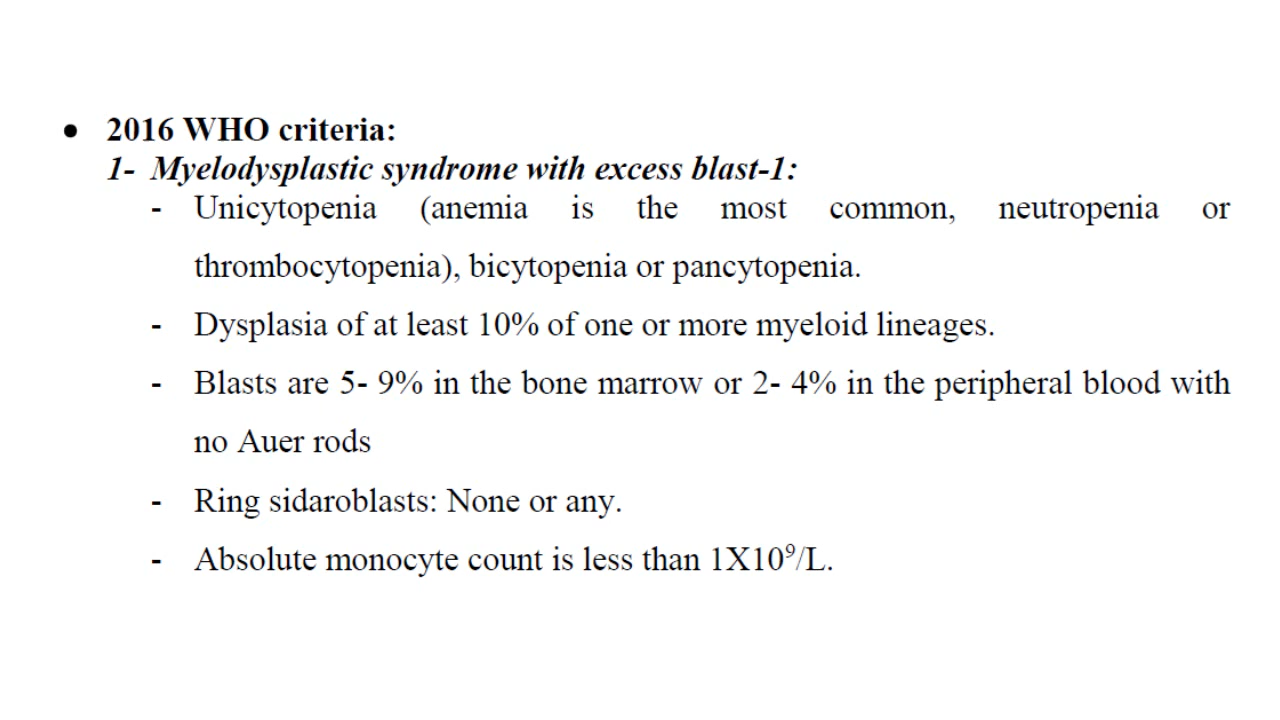 • 2016 WHO criteria:
1- Myelodysplastic syndrome with excess blast-1:
- Unicytopenia (anemia is the most common, neutropenia or
thrombocytopenia), bicytopenia or pancytopenia.
- Dysplasia of at least 10% of one or more myeloid lineages.
- Blasts are 5- 9% in the bone marrow or 2- 4% in the peripheral blood with
no Auer rods
- Ring sidaroblasts: None or any.
- Absolute monocyte count is less than 1X10⁹/L.